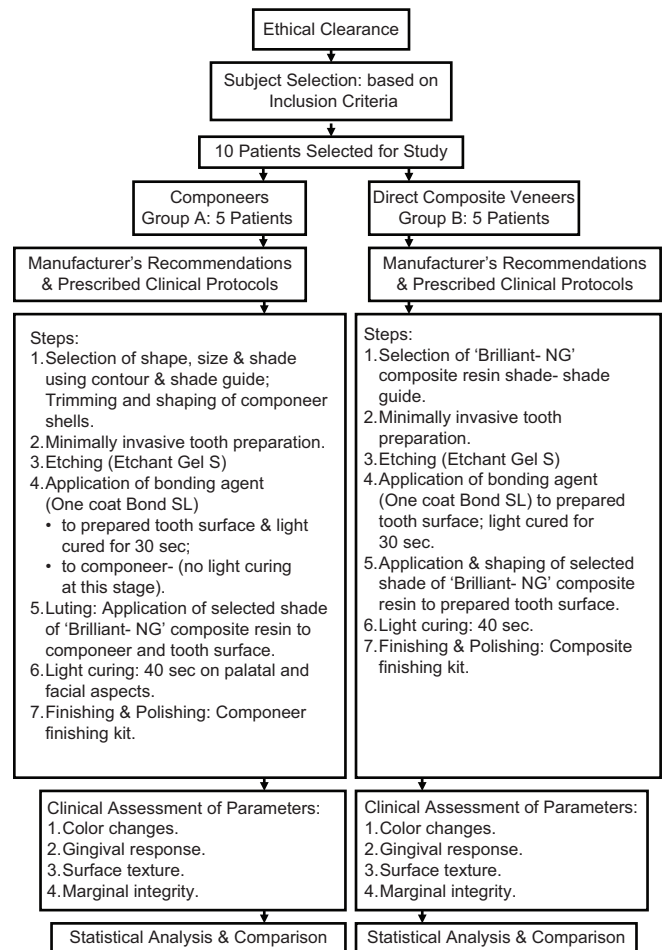 Ethical Clearance
Subject Selection: based on
Inclusion Criteria
10 Patients Selected for Study
Componeers
Group A: 5 Patients
Direct Composite Veneers
Group B: 5 Patients
Manufacturer's Recommendations
& Prescribed Clinical Protocols
Manufacturer's Recommendations
& Prescribed Clinical Protocols
Steps:
1.Selection of shape, size & shade
using contour & shade guide;
Trimming and shaping of componeer
shells.
2.Minimally invasive tooth preparation.
3.Etching (Etchant Gel S)
4.Application of bonding agent
(One coat Bond SL)
• to prepared tooth surface & light
cured for 30 sec;
• to componeer- (no light curing
at this stage).
5.Luting: Application of selected shade
of 'Brilliant- NG' composite resin to
componeer and tooth surface.
6.Light curing: 40 sec on palatal and
facial aspects.
7.Finishing & Polishing: Componeer
finishing kit.
Steps:
1.Selection of 'Brilliant- NG'
composite resin shade- shade
guide.
2.Minimally invasive tooth
preparation.
3.Etching (Etchant Gel S)
4.Application of bonding agent
(One coat Bond SL) to prepared
tooth surface; light cured for
30 sec.
5.Application & shaping of selected
shade of 'Brilliant- NG' composite
resin to prepared tooth surface.
6.Light curing: 40 sec.
7.Finishing & Polishing: Composite
finishing kit.
Clinical Assessment of Parameters:
1.Color changes.
2.Gingival response.
3.Surface texture.
4.Marginal integrity.
Clinical Assessment of Parameters:
1.Color changes.
2.Gingival response.
3.Surface texture.
4.Marginal integrity.
Statistical Analysis & Comparison
Statistical Analysis & Comparison